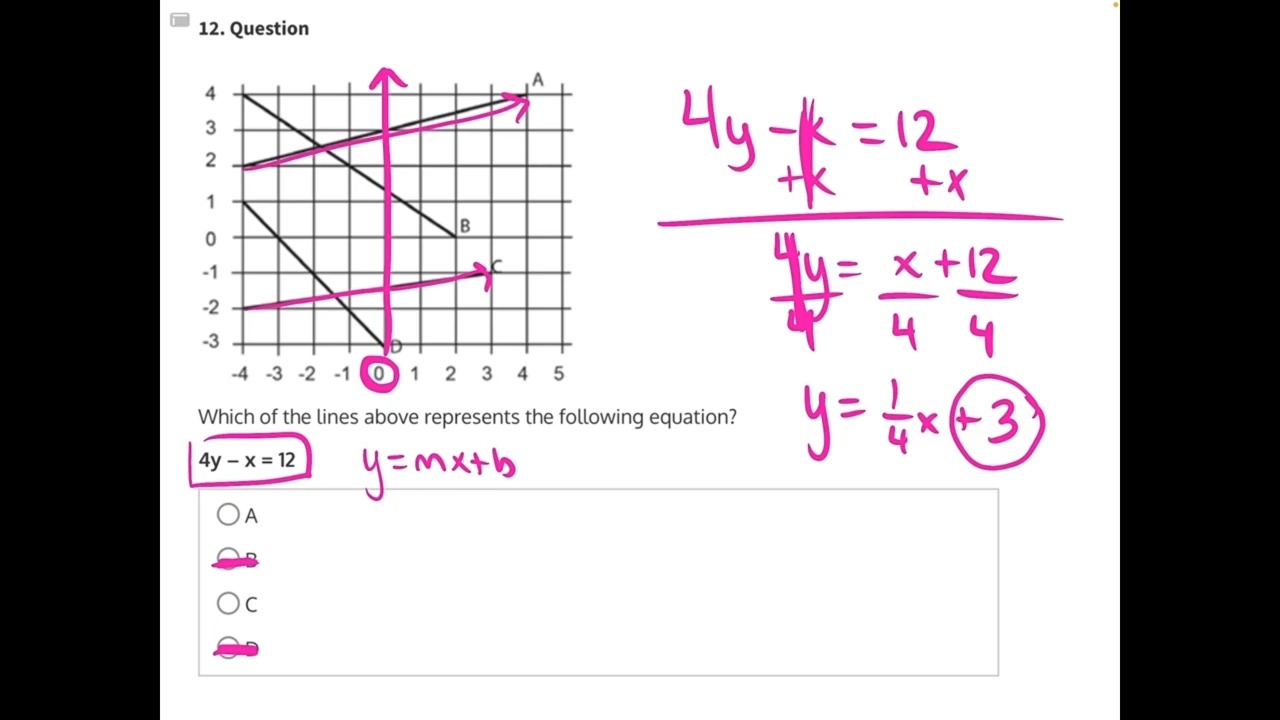 12. Question
A
4
3
2
1
0
-1
-2
-3
B
C
D
-4 -3 -2 -1 0 1 2 3 4 5
4y - x = 12
+x +x
4y = x + 12
4 4 4
y = 1/4 x + 3
Which of the lines above represents the following equation?
4y – x = 12
y = mx + b
A
B
C
D